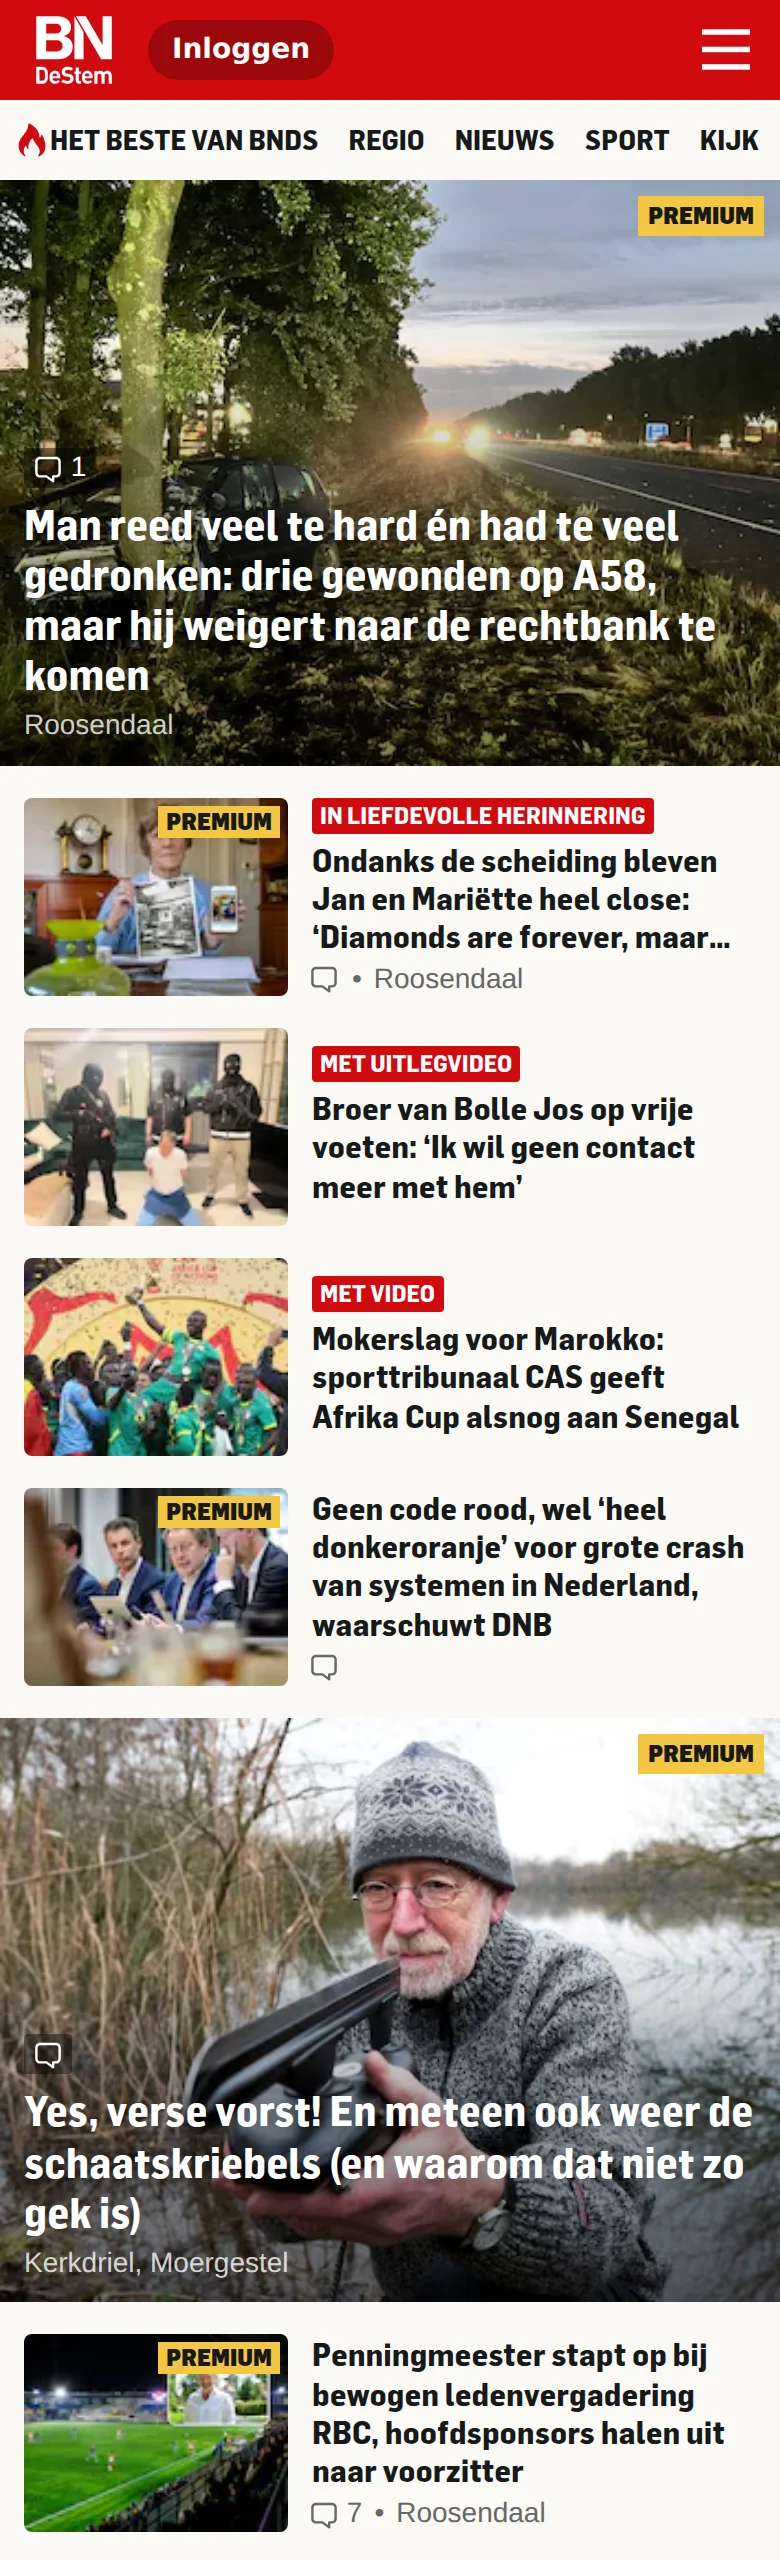 BN
DeStem
Inloggen
HET BESTE VAN BNDS REGIO NIEUWS SPORT KIJK
PREMIUM
1
Man reed veel te hard én had te veel
gedronken: drie gewonden op A58,
maar hij weigert naar de rechtbank te
komen
Roosendaal
PREMIUM
IN LIEFDEVOLLE HERINNERING
Ondanks de scheiding bleven
Jan en Mariëtte heel close:
‘Diamonds are forever, maar...
• Roosendaal
MET UITLEGVIDEO
Broer van Bolle Jos op vrije
voeten: ‘Ik wil geen contact
meer met hem’
MET VIDEO
Mokerslag voor Marokko:
sporttribunaal CAS geeft
Afrika Cup alsnog aan Senegal
PREMIUM
Geen code rood, wel ‘heel
donkeroranje’ voor grote crash
van systemen in Nederland,
waarschuwt DNB
PREMIUM
Yes, verse vorst! En meteen ook weer de
schaatskriebels (en waarom dat niet zo
gek is)
Kerkdriel, Moergestel
PREMIUM
Penningmeester stapt op bij
bewogen ledenvergadering
RBC, hoofdsponsors halen uit
naar voorzitter
7 • Roosendaal